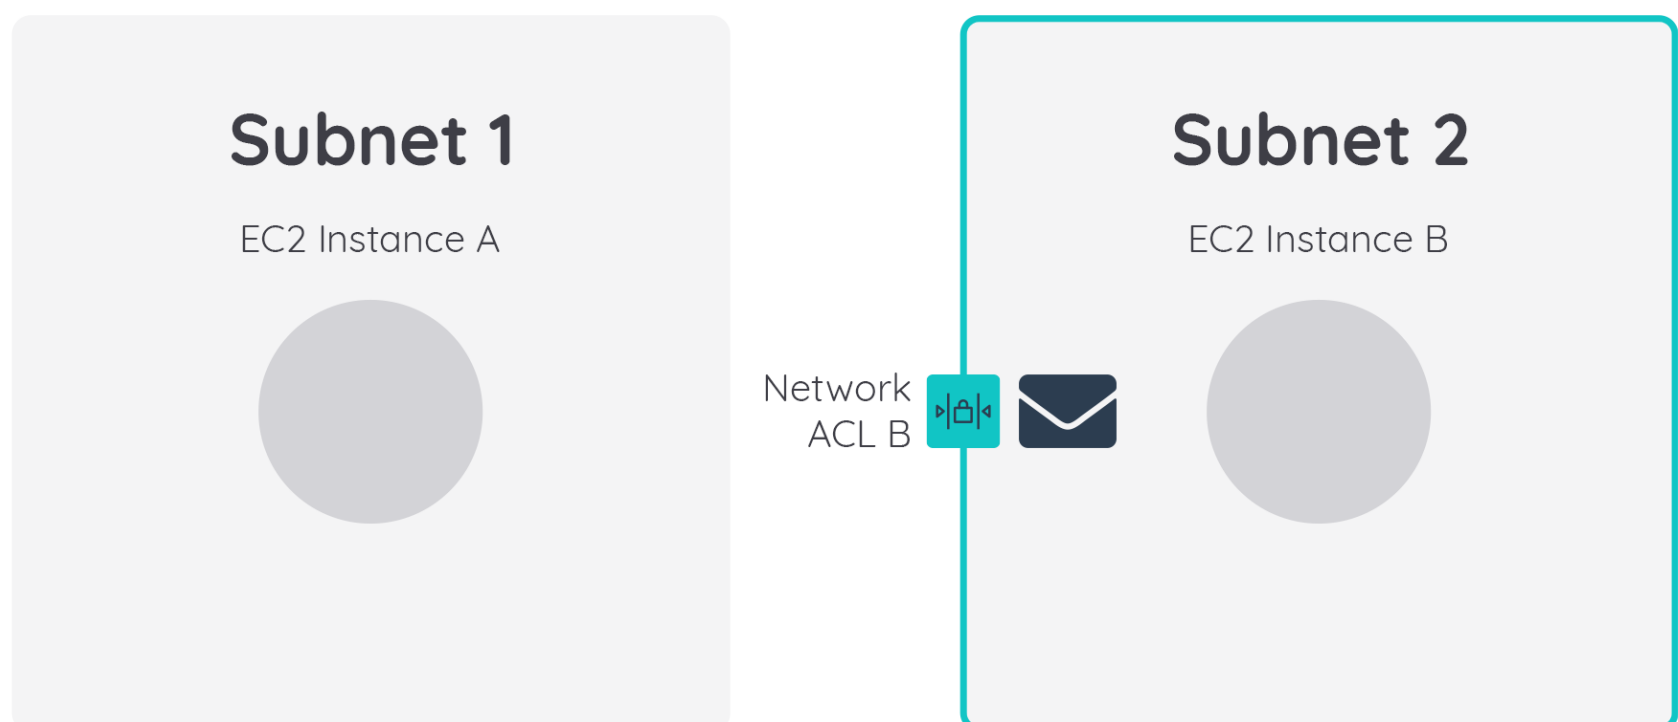 Subnet 1
EC2 Instance A
Network
ACL B
Subnet 2
EC2 Instance B